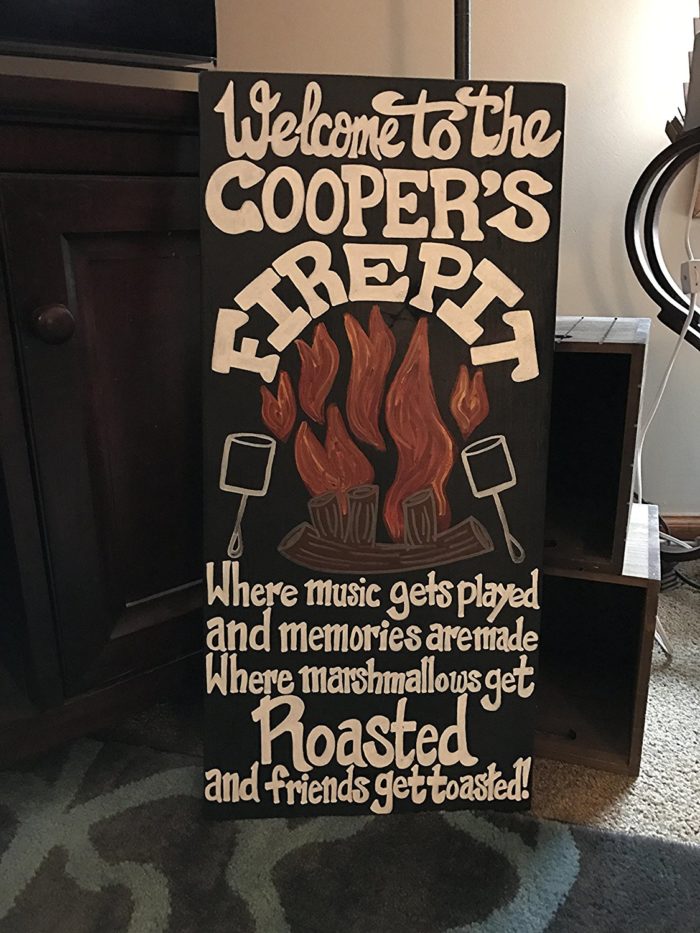 Welcome to the
COOPER'S
FIREPIT
Where music gets played
and memories are made
Where marshmallows get
Roasted
and friends get toasted!